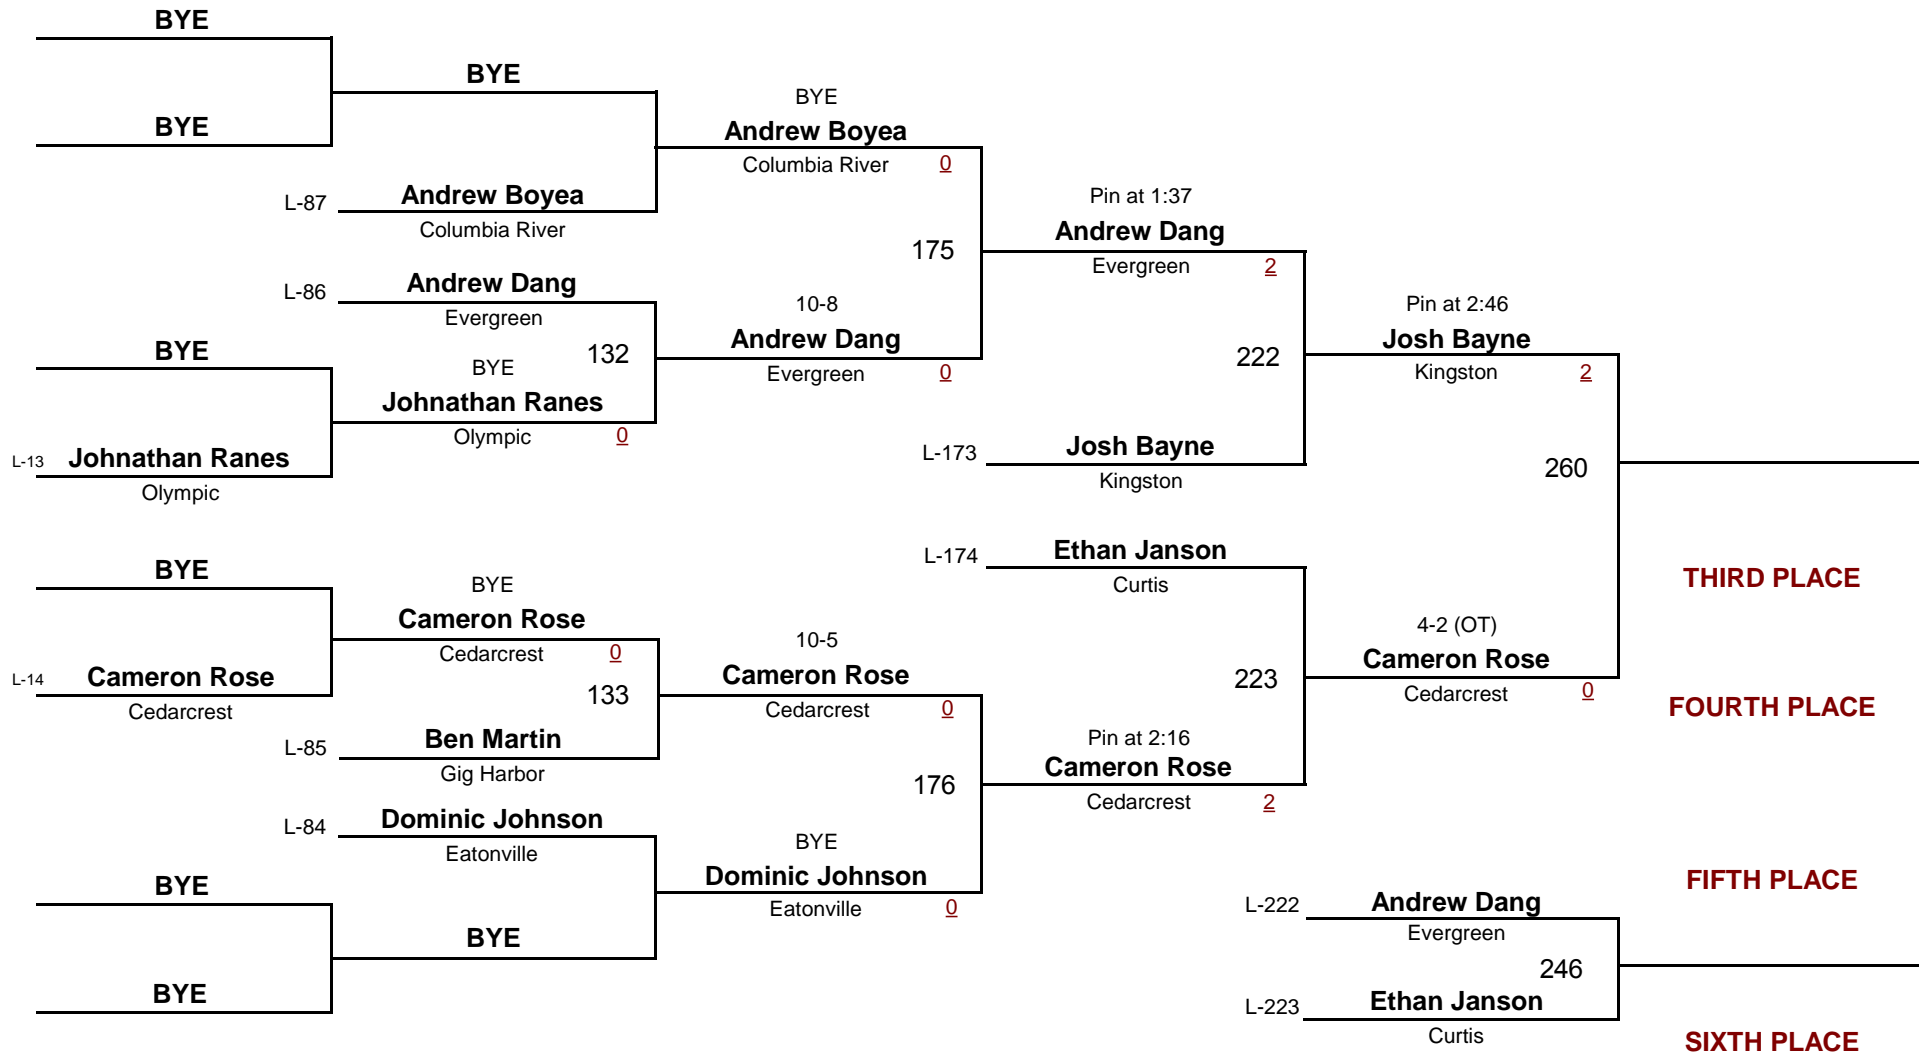 BYE
BYE
BYE
BYE
Andrew Boyea
Columbia River 0
L-87 Andrew Boyea
Columbia River
Pin at 1:37
Andrew Dang
Evergreen 2
175
L-86 Andrew Dang
Evergreen
10-8
Andrew Dang
Evergreen 0
132
BYE
BYE
Johnathan Ranes
Olympic 0
L-13 Johnathan Ranes
Olympic
Pin at 2:46
Josh Bayne
Kingston 2
222
L-173 Josh Bayne
Kingston
260
L-174 Ethan Janson
Curtis
THIRD PLACE
BYE
BYE
Cameron Rose
Cedarcrest 0
L-14 Cameron Rose
Cedarcrest
133
10-5
Cameron Rose
Cedarcrest 0
4-2 (OT)
Cameron Rose
Cedarcrest 0
223
FOURTH PLACE
L-85 Ben Martin
Gig Harbor
Pin at 2:16
Cameron Rose
Cedarcrest 2
176
L-84 Dominic Johnson
Eatonville
BYE
Dominic Johnson
Eatonville 0
BYE
BYE
BYE
FIFTH PLACE
L-222 Andrew Dang
Evergreen
246
L-223 Ethan Janson
Curtis
SIXTH PLACE